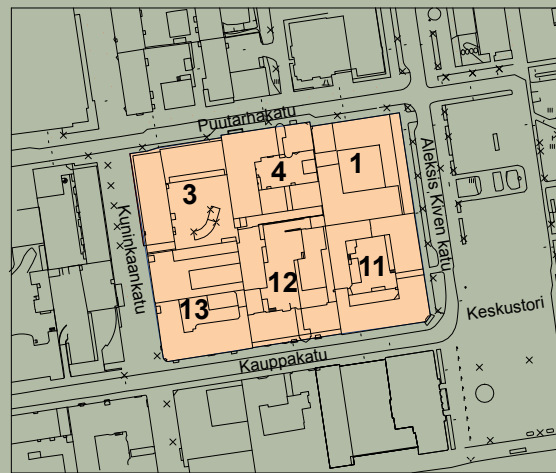 Puutarhakatu
Aleksis Kiven katu
1
4
3
Kuninkaankatu
11
12
13
Keskustori
Kauppakatu